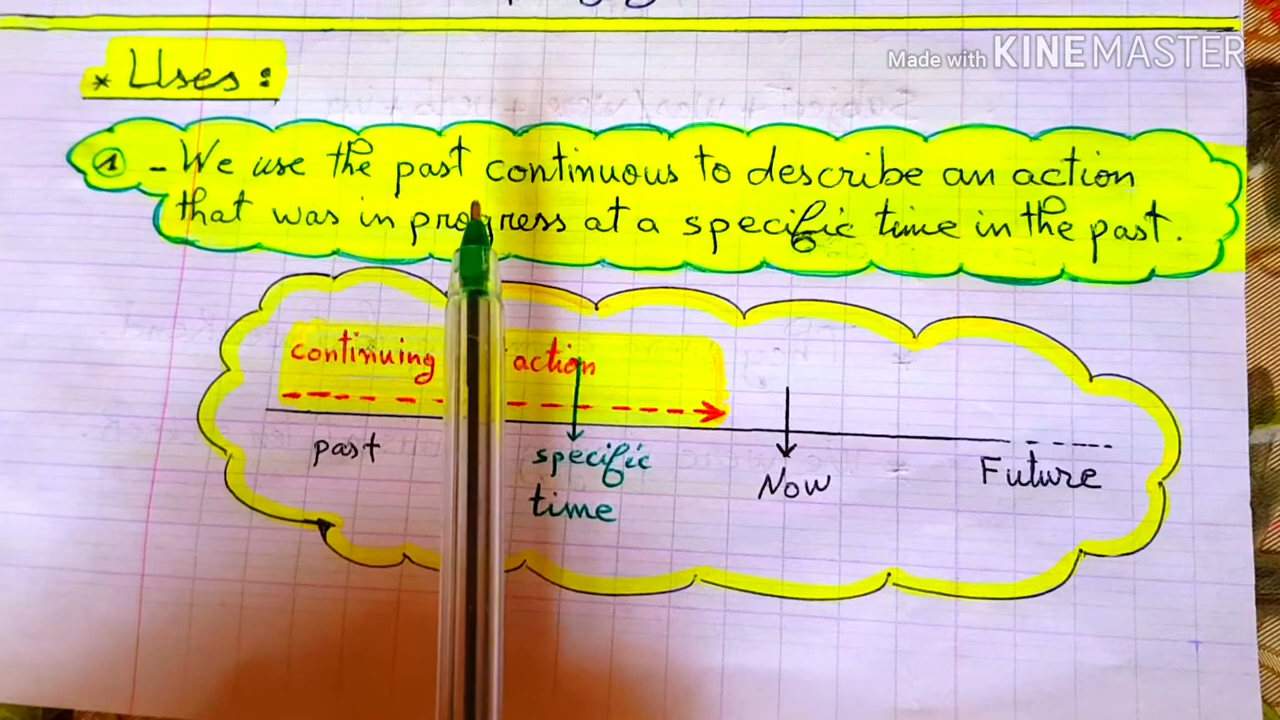 Made with KINEMASTER
* Uses :
1 - We use the past continuous to describe an action
that was in progress at a specific time in the past.
continuing action
past
specific
time
Now
Future